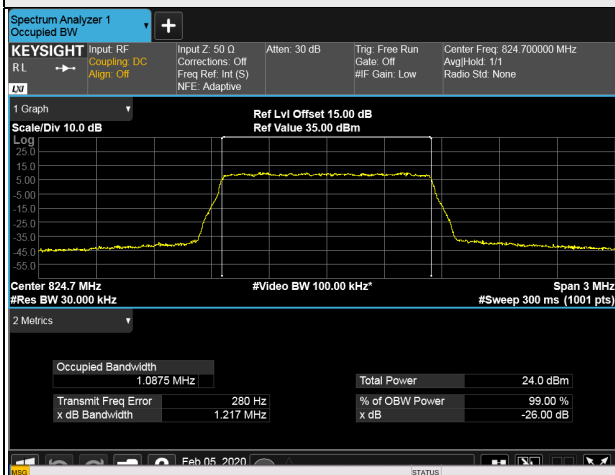 Spectrum Analyzer 1
Occupied BW
+
KEYSIGHT
RL
LXI
Input: RF
Coupling: DC
Align: Off
Input Z: 50 Ω
Corrections: Off
Freq Ref: Int (S)
NFE: Adaptive
Atten: 30 dB
Trig: Free Run
Gate: Off
#IF Gain: Low
Center Freq: 824.700000 MHz
Avg|Hold: 1/1
Radio Std: None
1 Graph
Scale/Div 10.0 dB
Ref Lvl Offset 15.00 dB
Ref Value 35.00 dBm
Log
25.0
15.0
5.00
-5.00
-15.0
-25.0
-35.0
-45.0
-55.0
Center 824.7 MHz
#Res BW 30.000 kHz
#Video BW 100.00 kHz*
Span 3 MHz
#Sweep 300 ms (1001 pts)
2 Metrics
Occupied Bandwidth
1.0875 MHz
Transmit Freq Error 280 Hz
x dB Bandwidth 1.217 MHz
Total Power 24.0 dBm
% of OBW Power 99.00 %
x dB -26.00 dB
Feb 05, 2020
MSG
STATUS